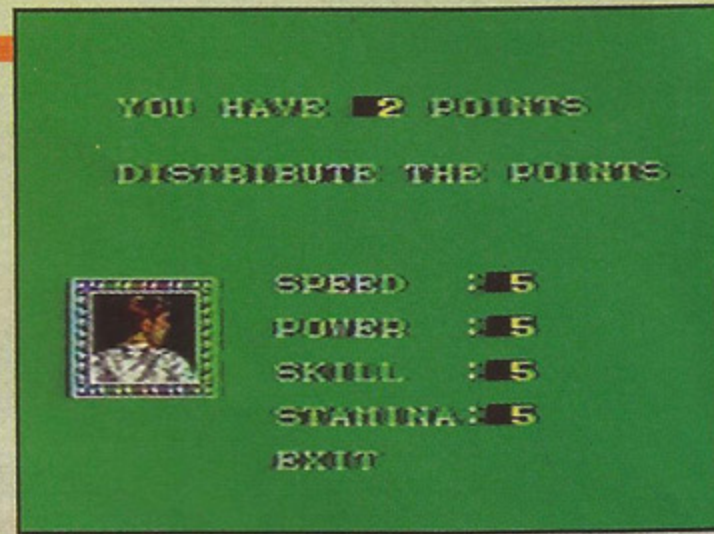 YOU HAVE 2 POINTS
DISTRIBUTE THE POINTS
SPEED :5
POWER :5
SKILL :5
STAMINA:5
EXIT